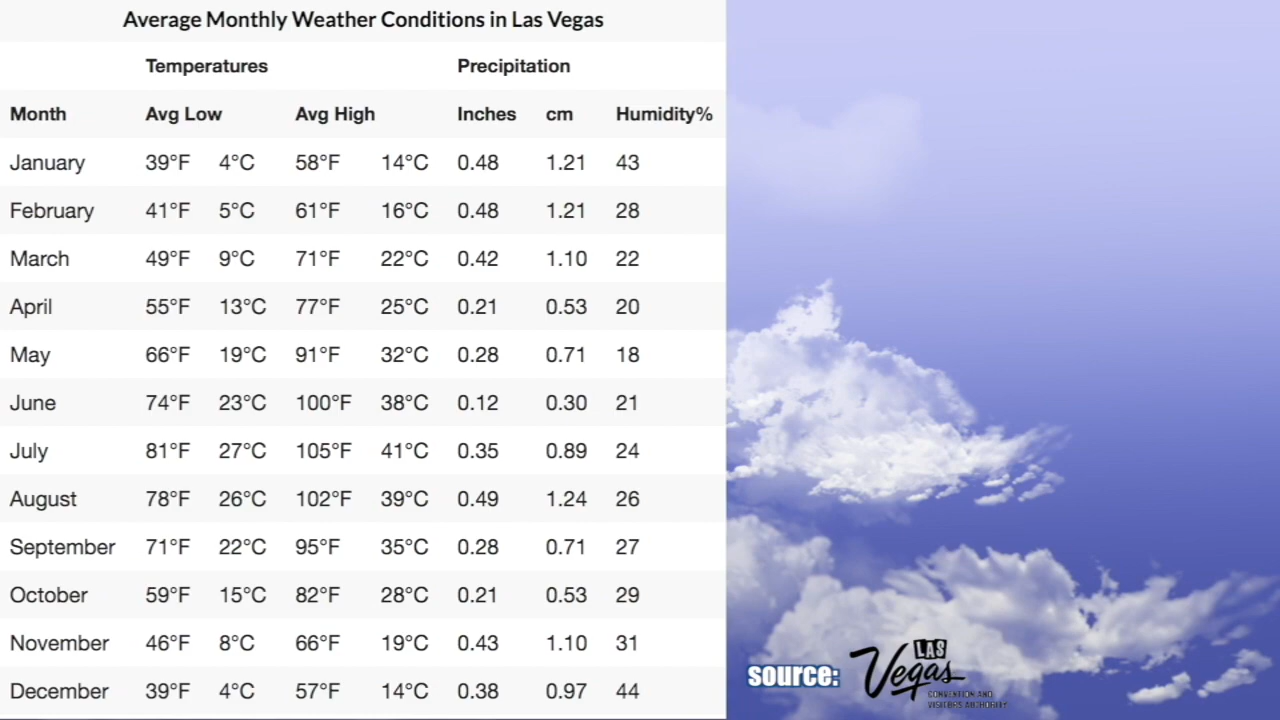 Average Monthly Weather Conditions in Las Vegas
Temperatures Precipitation
Month Avg Low Avg High Inches cm Humidity%
January 39°F 4°C 58°F 14°C 0.48 1.21 43
February 41°F 5°C 61°F 16°C 0.48 1.21 28
March 49°F 9°C 71°F 22°C 0.42 1.10 22
April 55°F 13°C 77°F 25°C 0.21 0.53 20
May 66°F 19°C 91°F 32°C 0.28 0.71 18
June 74°F 23°C 100°F 38°C 0.12 0.30 21
July 81°F 27°C 105°F 41°C 0.35 0.89 24
August 78°F 26°C 102°F 39°C 0.49 1.24 26
September 71°F 22°C 95°F 35°C 0.28 0.71 27
October 59°F 15°C 82°F 28°C 0.21 0.53 29
November 46°F 8°C 66°F 19°C 0.43 1.10 31
December 39°F 4°C 57°F 14°C 0.38 0.97 44
source:
LAS
Vegas
CONVENTION AND
VISITORS AUTHORITY